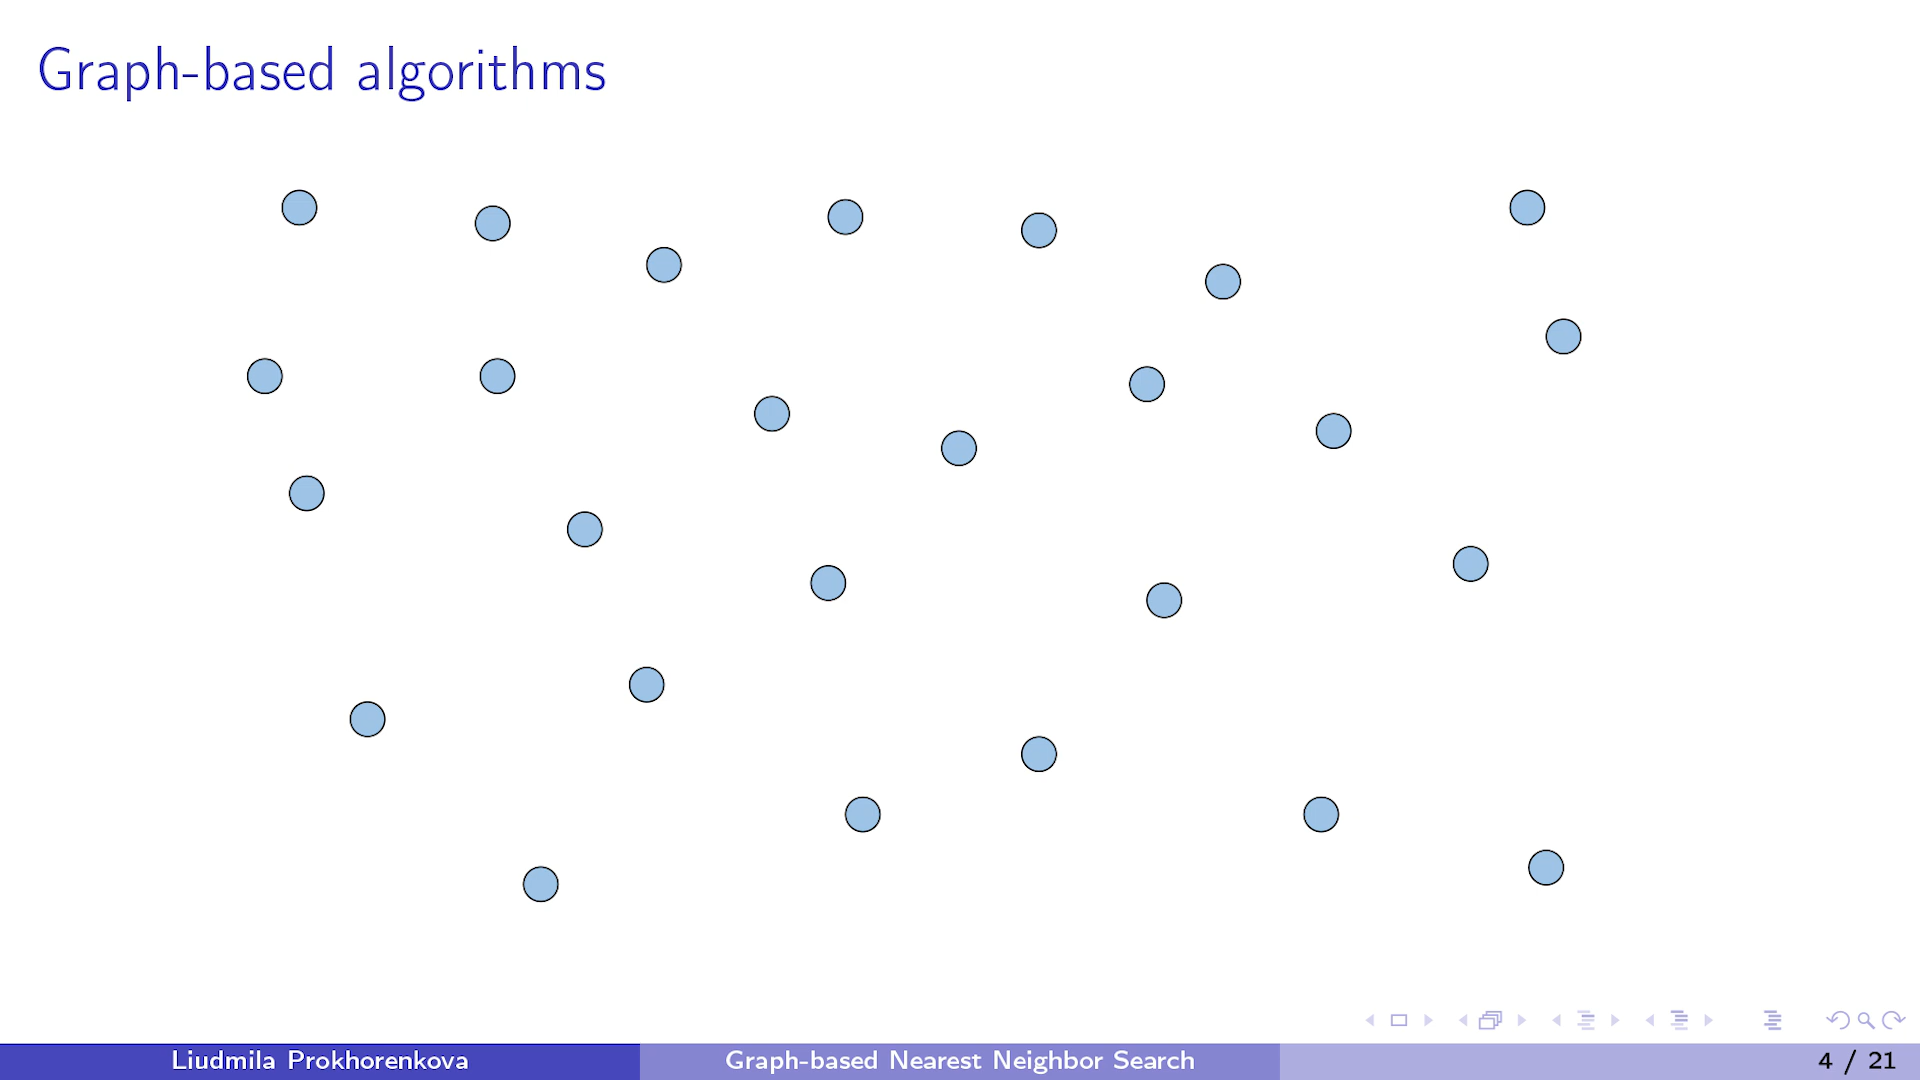 Graph-based algorithms
Liudmila Prokhorenkova
Graph-based Nearest Neighbor Search
4 / 21